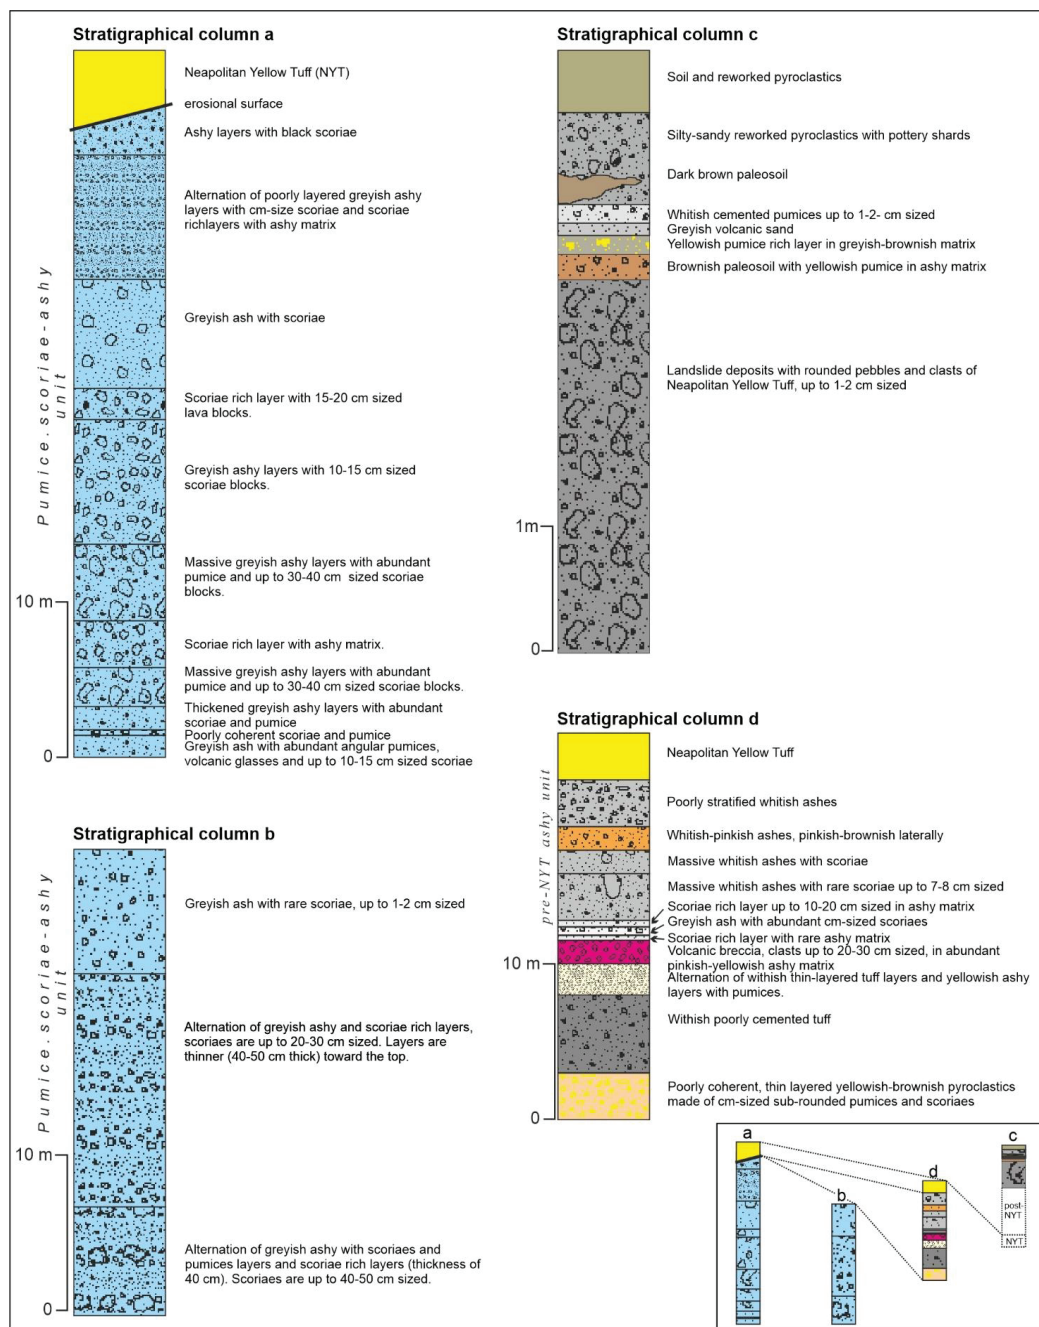 Stratigraphical column a
Neapolitan Yellow Tuff (NYT)
erosional surface
Ashy layers with black scoriae
Alternation of poorly layered greyish ashy
layers with cm-size scoriae and scoriae
richlayers with ashy matrix
Greyish ash with scoriae
Scoriae rich layer with 15-20 cm sized
lava blocks.
Greyish ashy layers with 10-15 cm sized
scoriae blocks.
Massive greyish ashy layers with abundant
pumice and up to 30-40 cm sized scoriae
blocks.
Scoriae rich layer with ashy matrix.
Massive greyish ashy layers with abundant
pumice and up to 30-40 cm sized scoriae blocks.
Thickened greyish ashy layers with abundant
scoriae and pumice
Poorly coherent scoriae and pumice
Greyish ash with abundant angular pumices,
volcanic glasses and up to 10-15 cm sized scoriae
Pumice.scoriae-ashy
unit
10 m
0
Stratigraphical column b
Greyish ash with rare scoriae, up to 1-2 cm sized
Alternation of greyish ashy and scoriae rich layers,
scoriaes are up to 20-30 cm sized. Layers are
thinner (40-50 cm thick) toward the top.
Alternation of greyish ashy with scoriaes and
pumices layers and scoriae rich layers (thickness of
40 cm). Scoriaes are up to 40-50 cm sized.
Pumice.scoriae-ashy
unit
10 m
0
Stratigraphical column c
Soil and reworked pyroclastics
Silty-sandy reworked pyroclastics with pottery shards
Dark brown paleosoil
Whitish cemented pumices up to 1-2- cm sized
Greyish volcanic sand
Yellowish pumice rich layer in greyish-brownish matrix
Brownish paleosoil with yellowish pumice in ashy matrix
Landslide deposits with rounded pebbles and clasts of
Neapolitan Yellow Tuff, up to 1-2 cm sized
1m
0
Stratigraphical column d
Neapolitan Yellow Tuff
Poorly stratified whitish ashes
Whitish-pinkish ashes, pinkish-brownish laterally
Massive whitish ashes with scoriae
Massive whitish ashes with rare scoriae up to 7-8 cm sized
Scoriae rich layer up to 10-20 cm sized in ashy matrix
Greyish ash with abundant cm-sized scoriaes
Scoriae rich layer with rare ashy matrix
Volcanic breccia, clasts up to 20-30 cm sized, in abundant
pinkish-yellowish ashy matrix
Alternation of withish thin-layered tuff layers and yellowish ashy
layers with pumices.
Withish poorly cemented tuff
Poorly coherent, thin layered yellowish-brownish pyroclastics
made of cm-sized sub-rounded pumices and scoriaes
pre-NYT ashy unit
10 m
0
a
b
d
c
post-
NYT
NYT